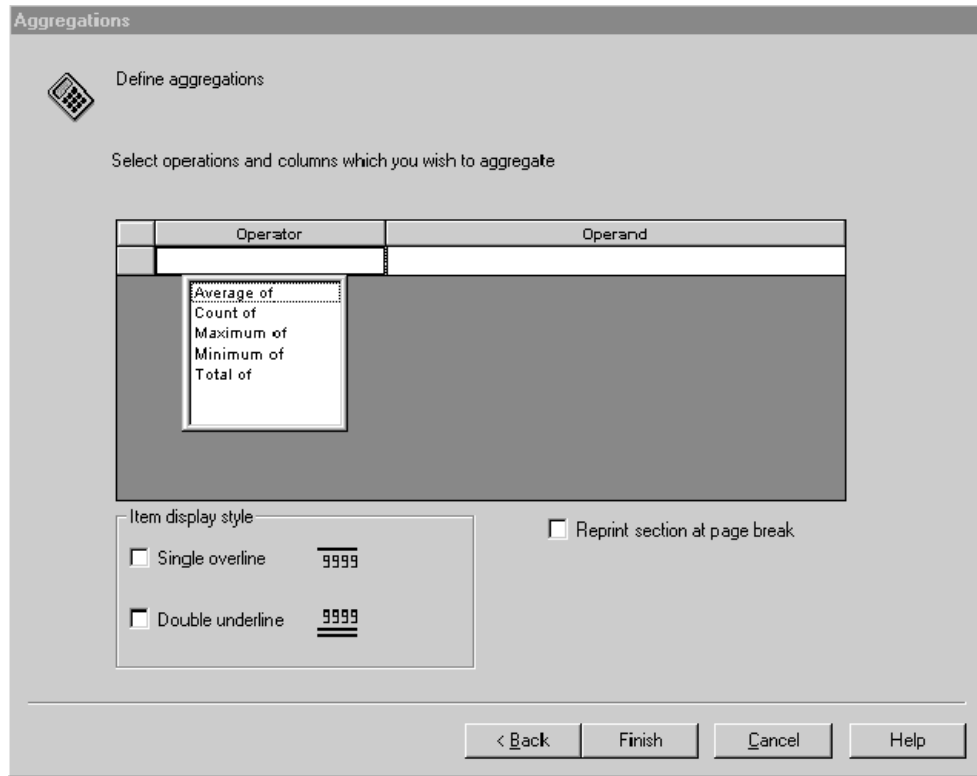 Aggregations
Define aggregations
Select operations and columns which you wish to aggregate
Operator Operand
Average of
Count of
Maximum of
Minimum of
Total of
Item display style
Reprint section at page break
Single overline 9999
Double underline 9999
< Back Finish Cancel Help